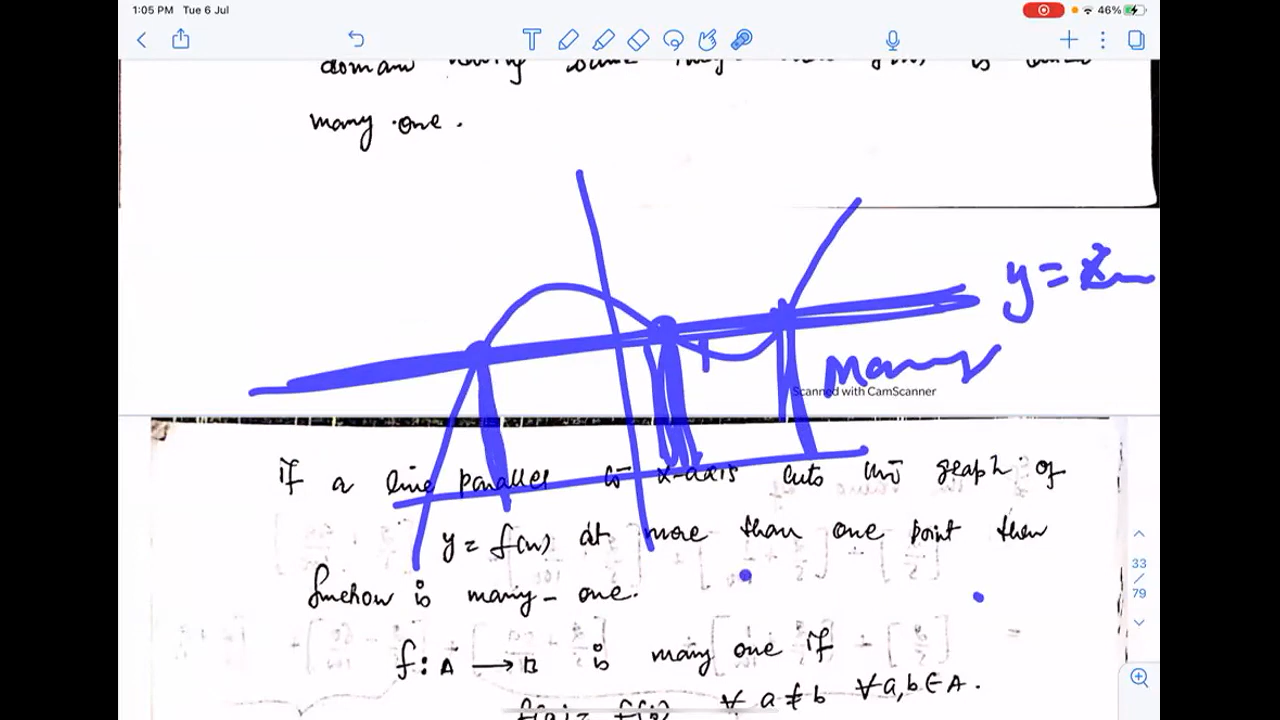 1:05 PM Tue 6 Jul
46%
domain
many one.
y =
Many
Scanned with CamScanner
If a line parallel to x-axis cuts the graph of
y = f(x) at more than one point then
is many - one.
33
/
79
f: A → B is many one if
∀ a ≠ b ∀ a, b ∈ A.